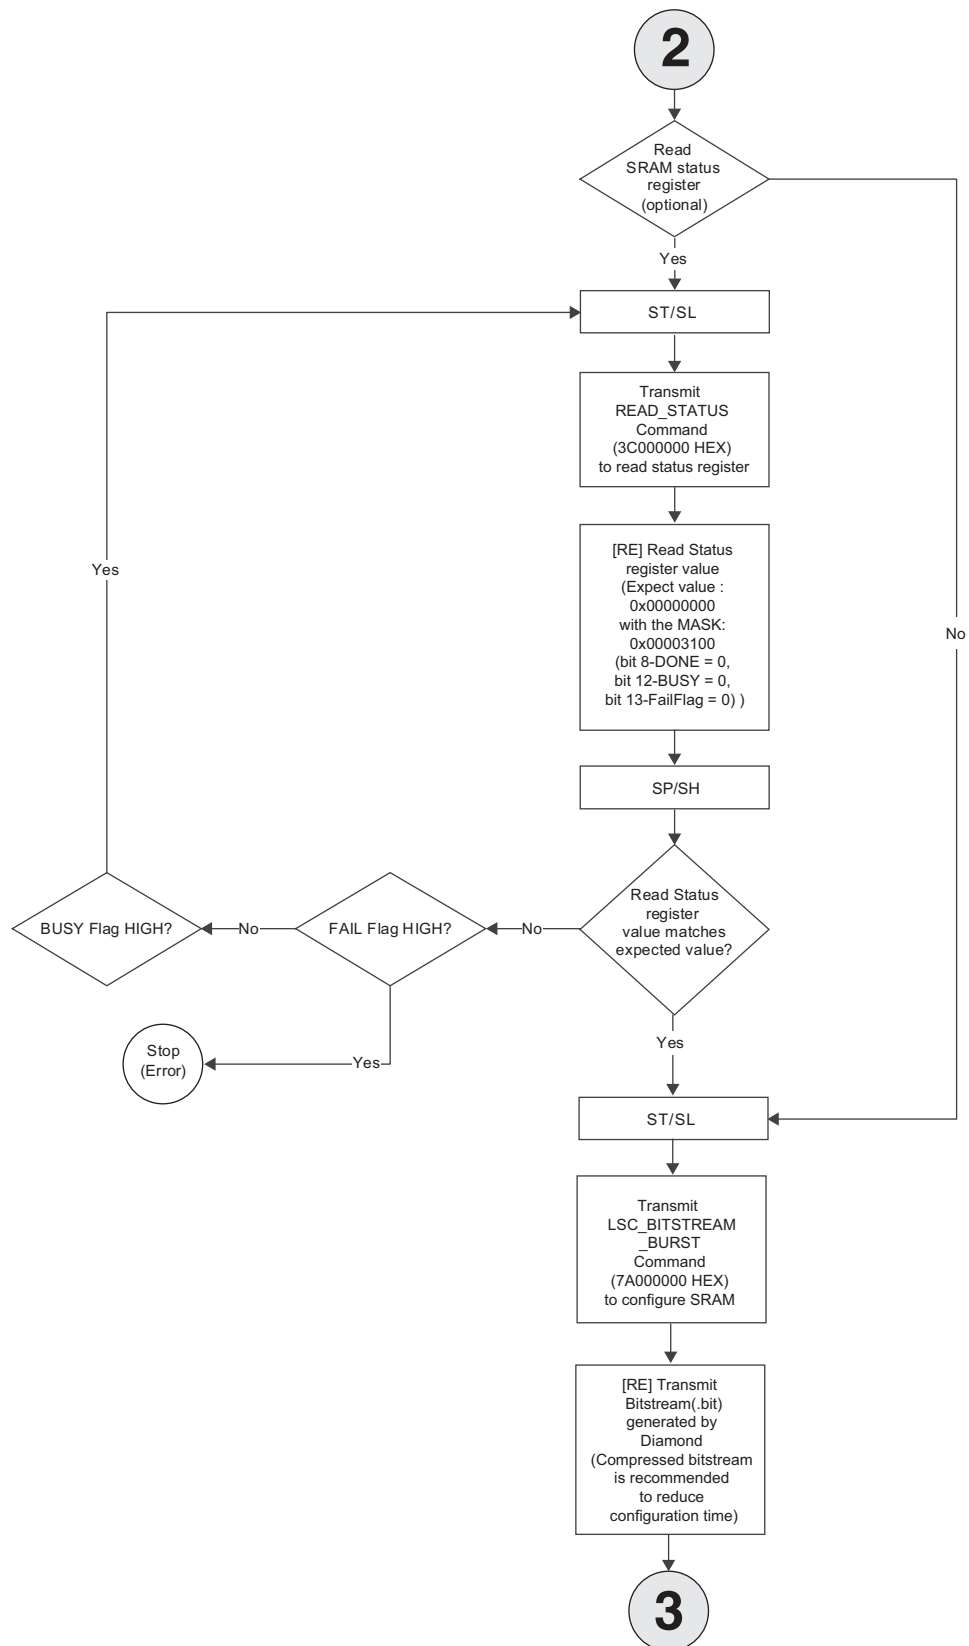 2
Read
SRAM status
register
(optional)
Yes
ST/SL
Transmit
READ_STATUS
Command
(3C000000 HEX)
to read status register
[RE] Read Status
register value
(Expect value :
0x00000000
with the MASK:
0x00003100
(bit 8-DONE = 0,
bit 12-BUSY = 0,
bit 13-FailFlag = 0) )
Yes
No
SP/SH
Read Status
register
value matches
expected value?
No
FAIL Flag HIGH?
No
BUSY Flag HIGH?
Yes
Stop
(Error)
Yes
ST/SL
Transmit
LSC_BITSTREAM
_BURST
Command
(7A000000 HEX)
to configure SRAM
[RE] Transmit
Bitstream(.bit)
generated by
Diamond
(Compressed bitstream
is recommended
to reduce
configuration time)
3